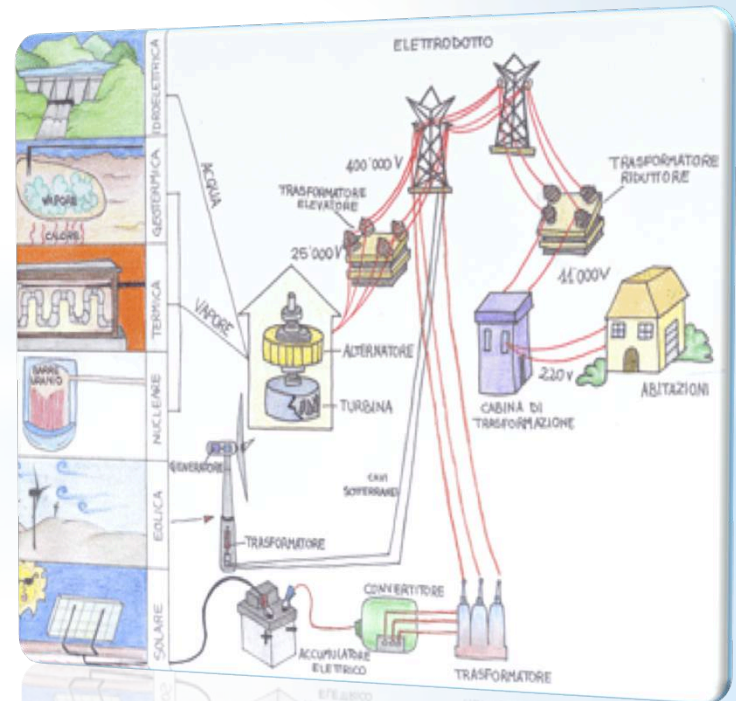 IDROELETTRICA
GEOTERMICA
VAPORE
CALORE
TERMICA
NUCLEARE
BARRE
URANIO
EOLICA
SOLARE
ACQUA
VAPORE
ELETTRODOTTO
400'000 V
TRASFORMATORE
ELEVATORE
25'000 V
TRASFORMATORE
RIDUTTORE
11'000V
ALTERNATORE
TURBINA
220 V
CABINA DI
TRASFORMAZIONE
ABITAZIONI
GENERATORE
TRASFORMATORE
CAVI
SOTTERRANEI
ACCUMULATORE
ELETTRICO
CONVERTITORE
TRASFORMATORE